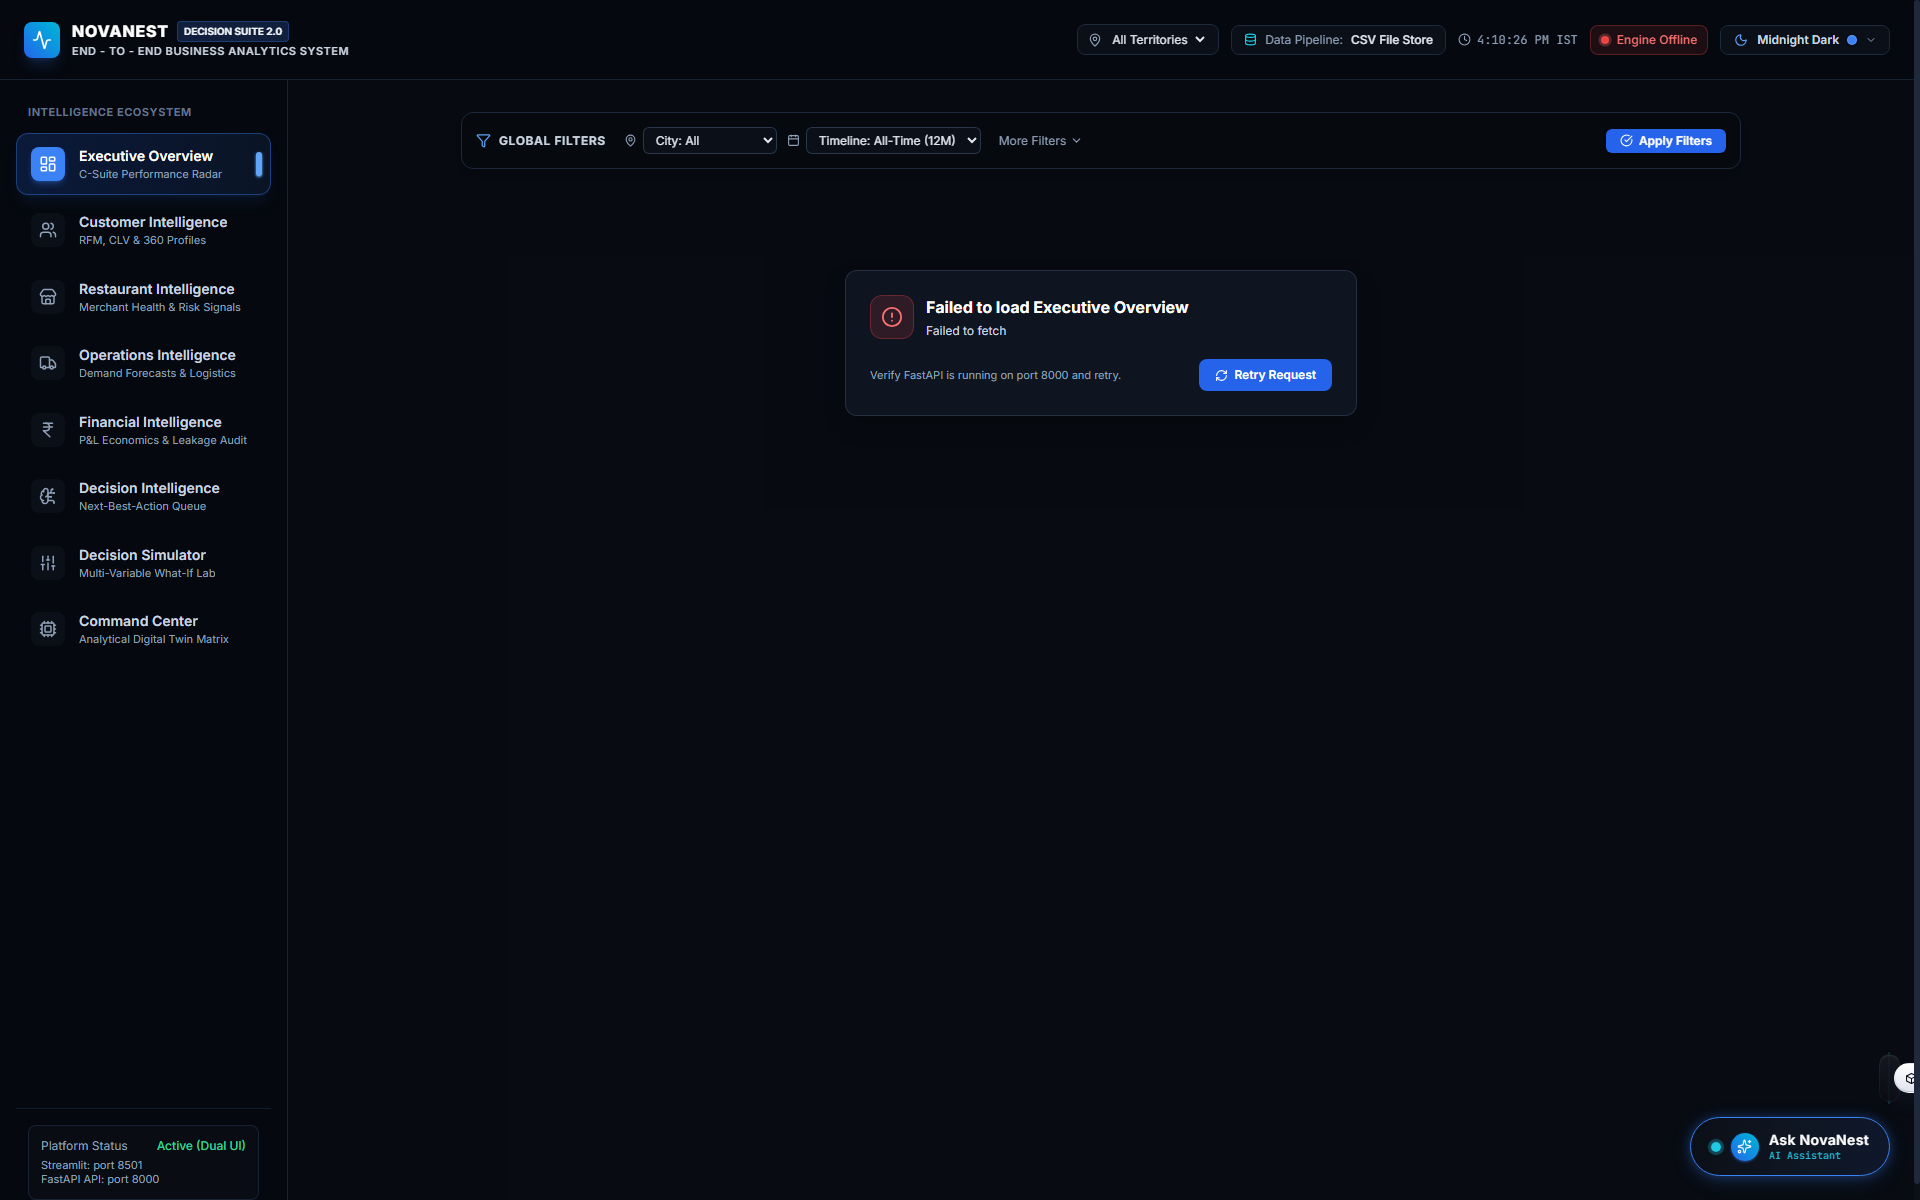 NOVANEST DECISION SUITE 2.0
END - TO - END BUSINESS ANALYTICS SYSTEM
All Territories
Data Pipeline: CSV File Store
4:10:26 PM IST
Engine Offline
Midnight Dark
INTELLIGENCE ECOSYSTEM
Executive Overview
C-Suite Performance Radar
Customer Intelligence
RFM, CLV & 360 Profiles
Restaurant Intelligence
Merchant Health & Risk Signals
Operations Intelligence
Demand Forecasts & Logistics
Financial Intelligence
P&L Economics & Leakage Audit
Decision Intelligence
Next-Best-Action Queue
Decision Simulator
Multi-Variable What-If Lab
Command Center
Analytical Digital Twin Matrix
Platform Status Active (Dual UI)
Streamlit: port 8501
FastAPI API: port 8000
GLOBAL FILTERS City: All Timeline: All-Time (12M) More Filters Apply Filters
Failed to load Executive Overview
Failed to fetch
Verify FastAPI is running on port 8000 and retry.
Retry Request
Ask NovaNest
AI Assistant